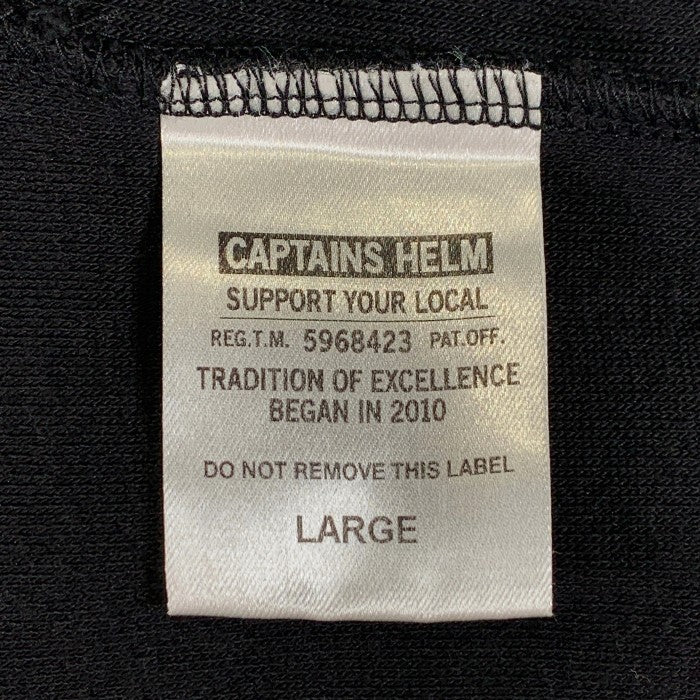 CAPTAINS HELM
SUPPORT YOUR LOCAL
REG.T.M. 5968423 PAT.OFF.
TRADITION OF EXCELLENCE
BEGAN IN 2010
DO NOT REMOVE THIS LABEL
LARGE